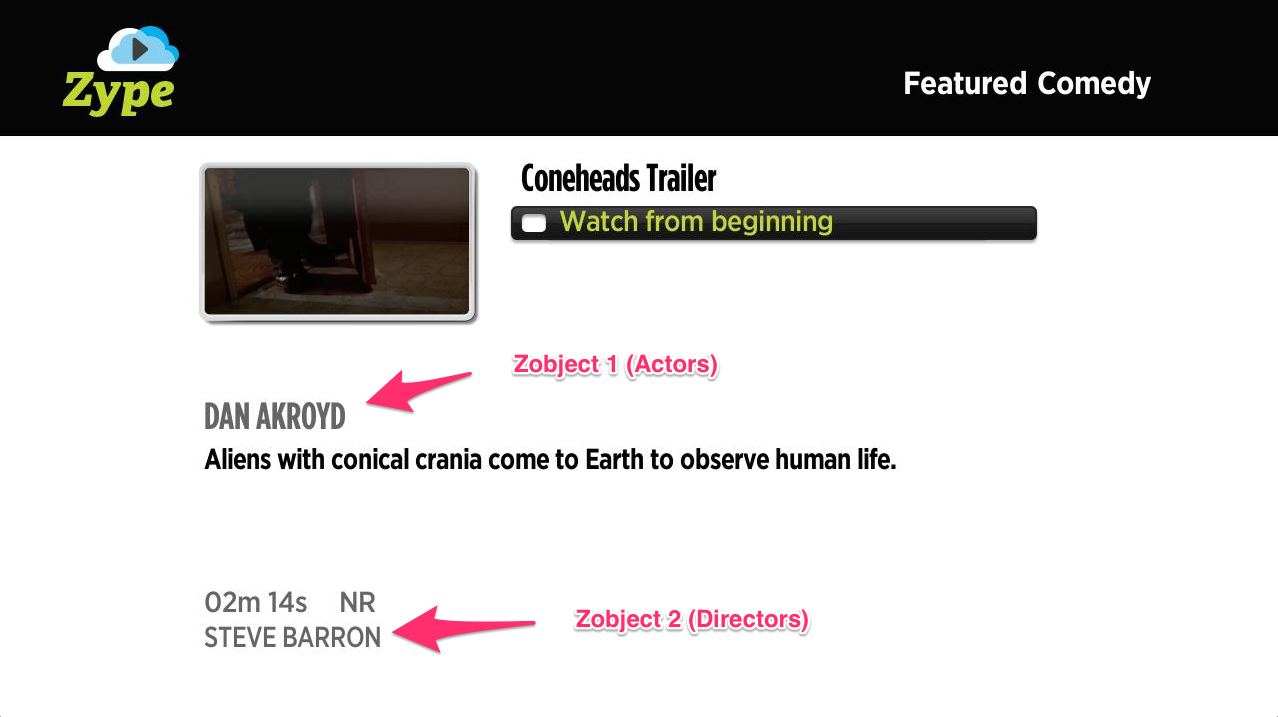 Zype
Featured Comedy
Coneheads Trailer
Watch from beginning
Zobject 1 (Actors)
DAN AKROYD
Aliens with conical crania come to Earth to observe human life.
02m 14s NR
STEVE BARRON
Zobject 2 (Directors)